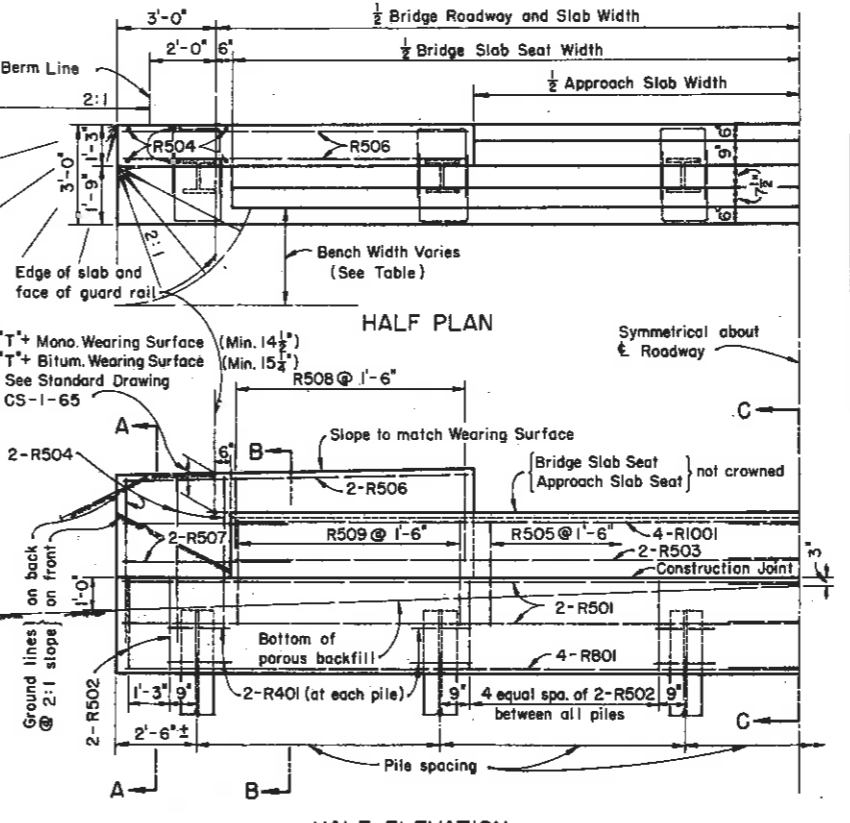 3'-0"
½ Bridge Roadway and Slab Width
2'-0"
6"
½ Bridge Slab Seat Width
Berm Line
2:1
½ Approach Slab Width
R504
R506
3'-0"
1'-3"
1'-9"
6"
9"
7½"
6"
2:1
Bench Width Varies
(See Table)
Edge of slab and
face of guard rail
HALF PLAN
"T"+ Mono. Wearing Surface (Min. 14½")
"T"+ Bitum. Wearing Surface (Min. 15¼")
See Standard Drawing
CS-1-65
Symmetrical about
℄ Roadway
R508 @ 1'-6"
A
B
C
6"
Slope to match Wearing Surface
2-R504
2-R506
Bridge Slab Seat
Approach Slab Seat
not crowned
2-R507
R509 @ 1'-6"
R505 @ 1'-6"
4-R1001
2-R503
Construction Joint
3"
1'-0"
2-R501
Bottom of
porous backfill
4-R801
Ground lines
@ 2:1 slope
on back
on front
2-R502
1'-3"
9"
2-R401 (at each pile)
9"
4 equal spa. of 2-R502
between all piles
9"
C
2'-6"±
Pile spacing
A
B